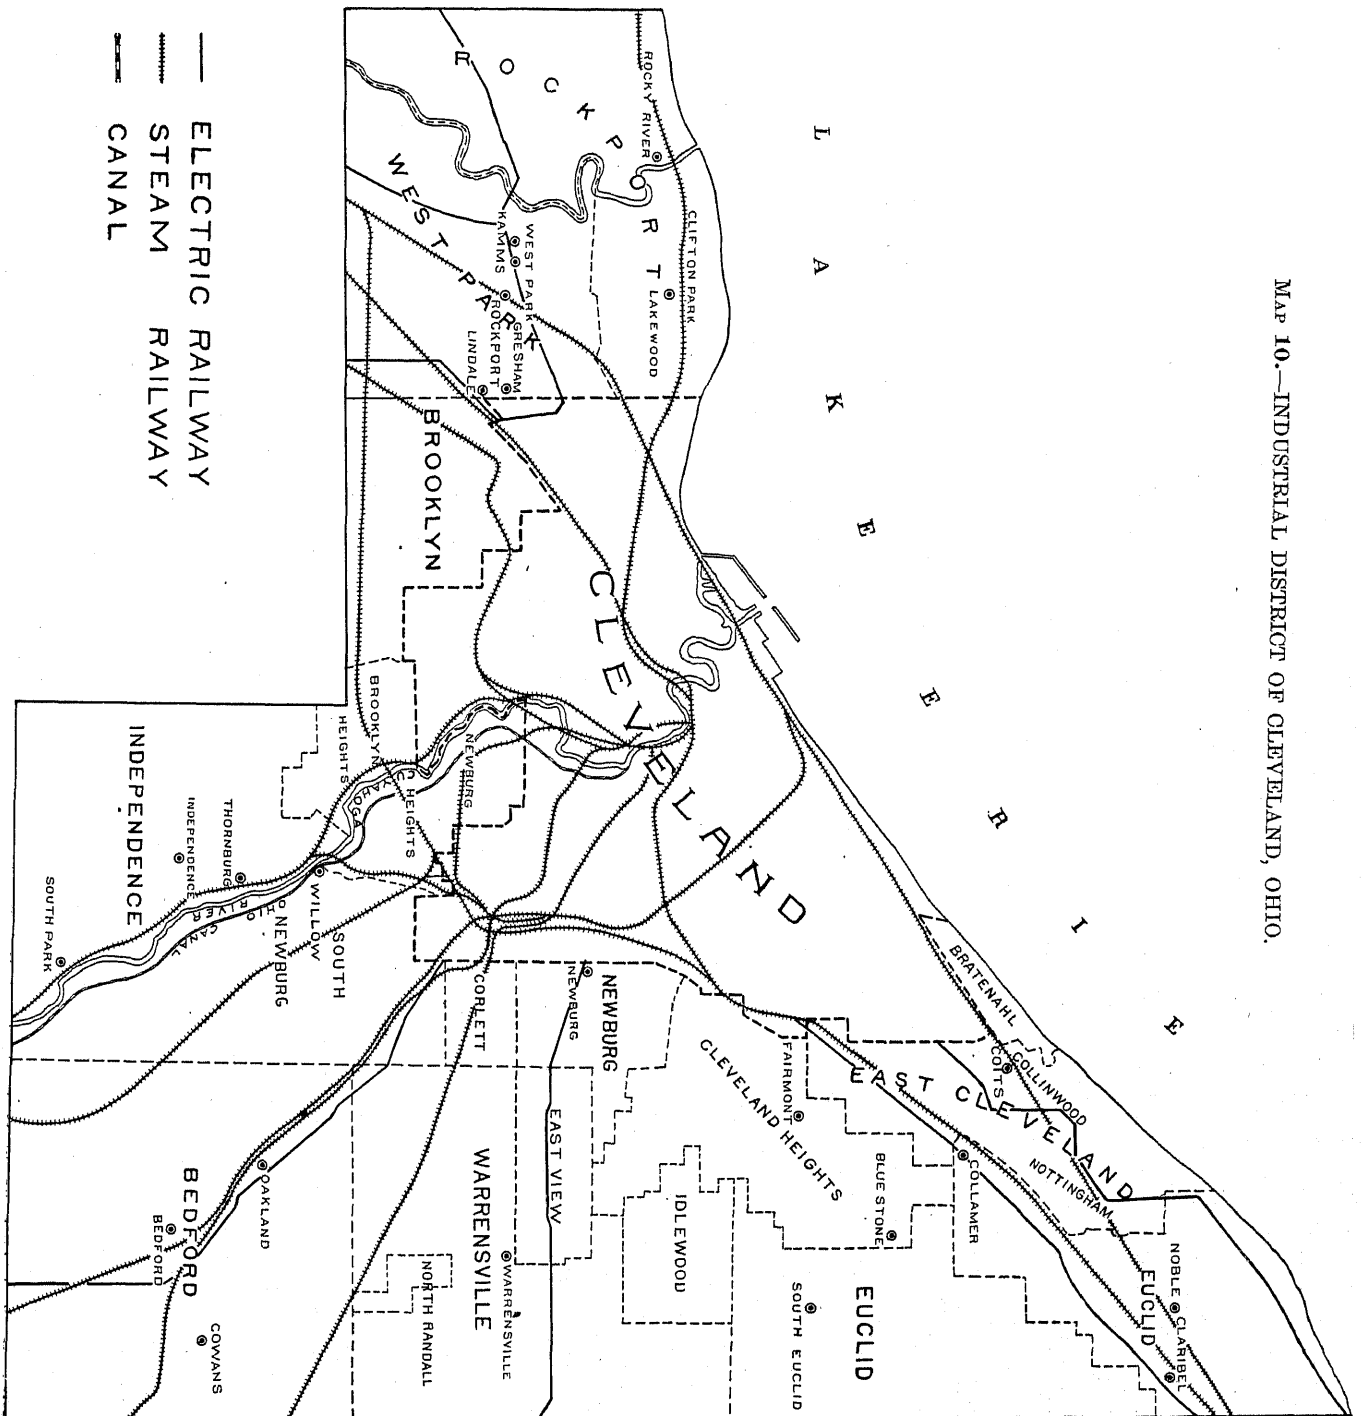 MAP 10.—INDUSTRIAL DISTRICT OF CLEVELAND, OHIO.
LAKE ERIE
ROCKPORT
ROCKY RIVER
CLIFTON PARK
LAKEWOOD
WEST PARK
WEST PARK
KAMMS
ROCKPORT
GRESHAM
LINDALE
BROOKLYN
CLEVELAND
BRATENAHL
COLLINWOOD
COITS
EAST CLEVELAND
NOTTINGHAM
NOBLE
CLARIBEL
EUCLID
COLLAMER
FAIRMONT
CLEVELAND HEIGHTS
BLUE STONE
EUCLID
SOUTH EUCLID
IDLEWOOD
NEWBURG
NEWBURG
EAST VIEW
CORLETT
WARRENSVILLE
WARRENSVILLE
NORTH RANDALL
NEWBURG HEIGHTS
BROOKLYN HEIGHTS
CUYAHOGA RIVER
OHIO CANAL
WILLOW
SOUTH NEWBURG
THORNBURG
INDEPENDENCE
INDEPENDENCE
SOUTH PARK
OAKLAND
BEDFORD
BEDFORD
COWANS
ELECTRIC RAILWAY
STEAM RAILWAY
CANAL